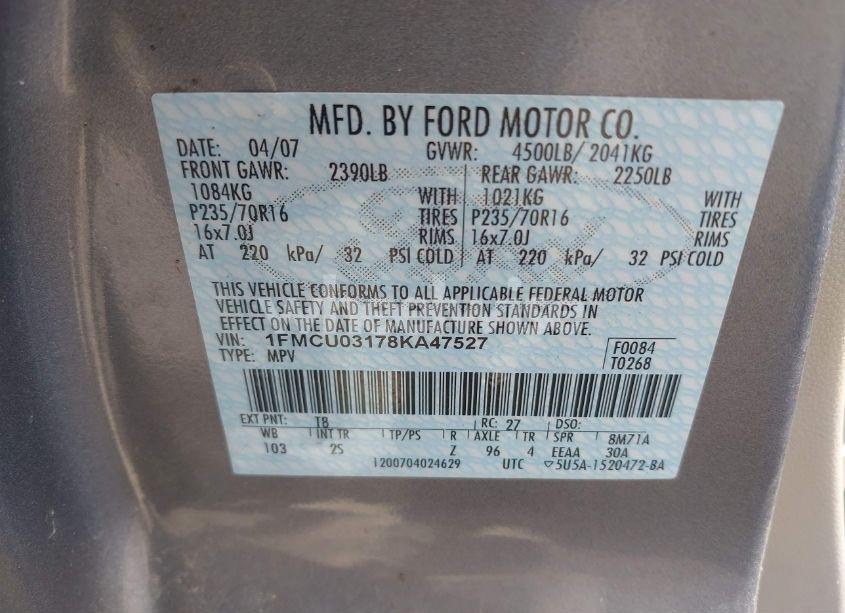 MFD. BY FORD MOTOR CO.
DATE: 04/07 GVWR: 4500LB/ 2041KG
FRONT GAWR: 2390LB REAR GAWR: 2250LB
1084KG WITH 1021KG WITH
P235/70R16 TIRES P235/70R16 TIRES
16x7.0J RIMS 16x7.0J RIMS
AT 220 kPa/ 32 PSI COLD AT 220 kPa/ 32 PSI COLD
THIS VEHICLE CONFORMS TO ALL APPLICABLE FEDERAL MOTOR
VEHICLE SAFETY AND THEFT PREVENTION STANDARDS IN
EFFECT ON THE DATE OF MANUFACTURE SHOWN ABOVE.
VIN: 1FMCU03178KA47527 F0084
TYPE: MPV T0268
EXT PNT: T8 RC: 27 DSO:
WB INT TR TP/PS R AXLE TR SPR 8M71A
103 2S Z 96 4 EEAA 30A
1200704024629 UTC ▽5U5A-1520472-BA